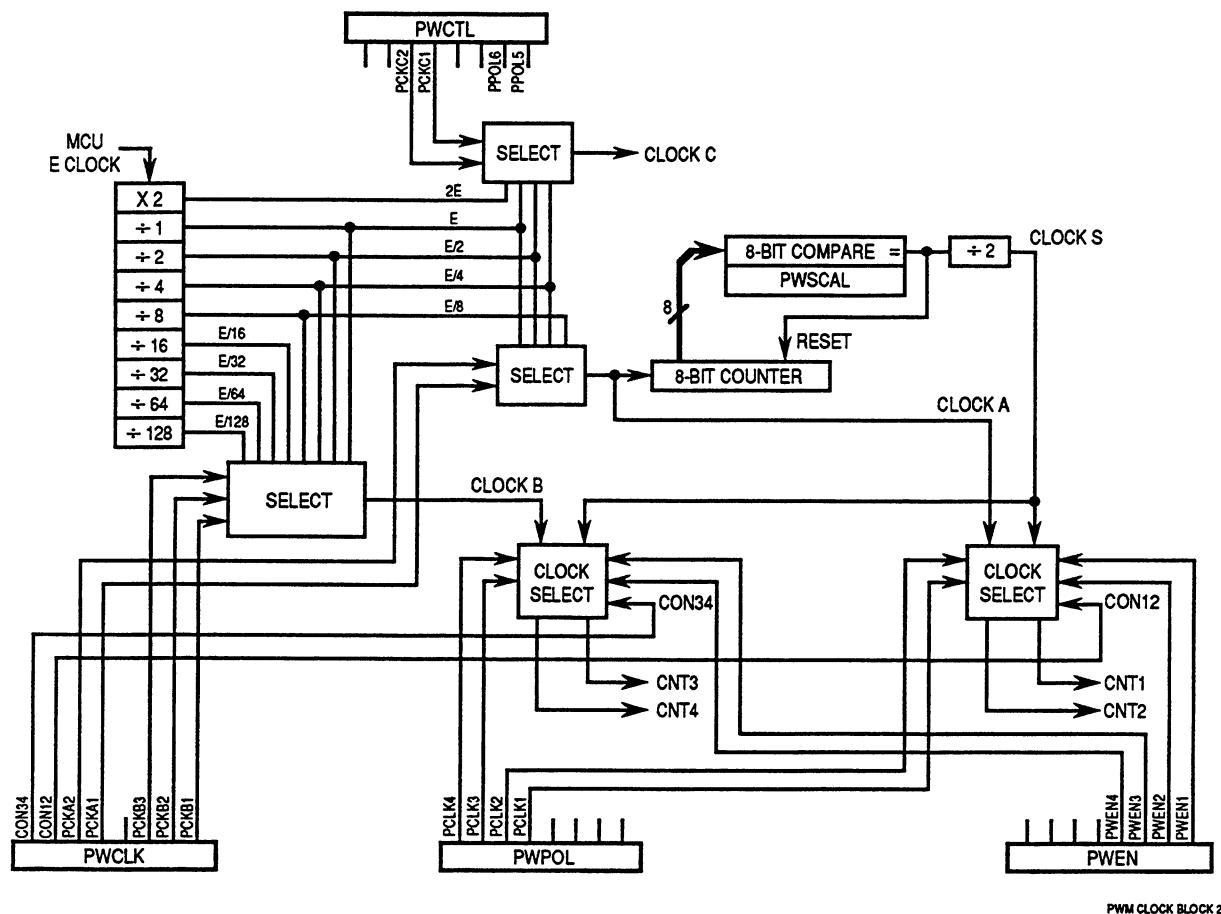 PWCTL
PCKC2
PCKC1
PPOL6
PPOL5
MCU
E CLOCK
SELECT
CLOCK C
X 2
2E
÷ 1
E
÷ 2
E/2
÷ 4
E/4
÷ 8
E/8
÷ 16
E/16
÷ 32
E/32
÷ 64
E/64
÷ 128
E/128
8-BIT COMPARE =
PWSCAL
÷ 2
CLOCK S
8
RESET
SELECT
8-BIT COUNTER
CLOCK A
SELECT
CLOCK B
CLOCK
SELECT
CON34
CLOCK
SELECT
CON12
CNT3
CNT4
CNT1
CNT2
CON34
CON12
PCKA2
PCKA1
PCKB3
PCKB2
PCKB1
PWCLK
PCLK4
PCLK3
PCLK2
PCLK1
PWPOL
PWEN4
PWEN3
PWEN2
PWEN1
PWEN
PWM CLOCK BLOCK 2